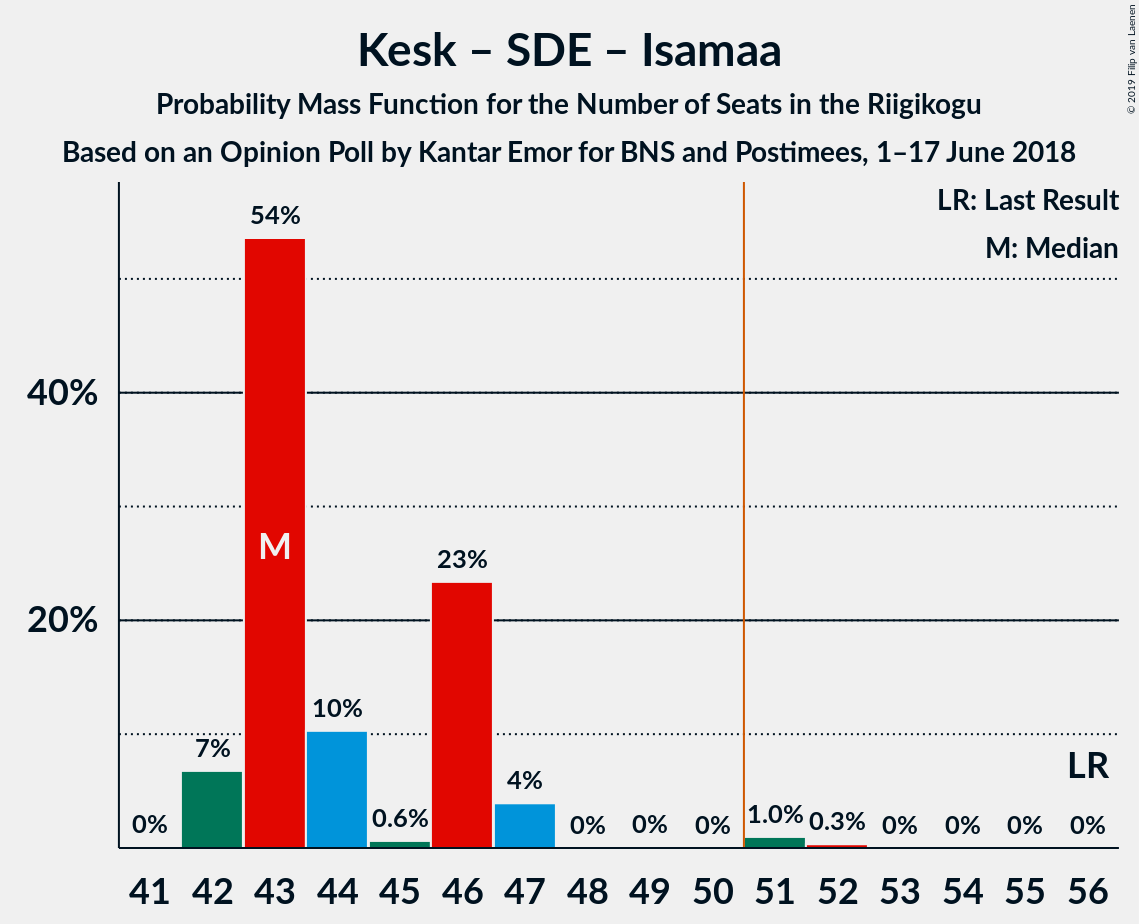 Kesk – SDE – Isamaa
Probability Mass Function for the Number of Seats in the Riigikogu
Based on an Opinion Poll by Kantar Emor for BNS and Postimees, 1–17 June 2018
© 2019 Filip van Laenen
LR: Last Result
M: Median
54%
40%
M
23%
20%
10%
7%
4%
LR
0%
0.6%
0%
0%
0%
1.0%
0.3%
0%
0%
0%
0%
41 42 43 44 45 46 47 48 49 50 51 52 53 54 55 56